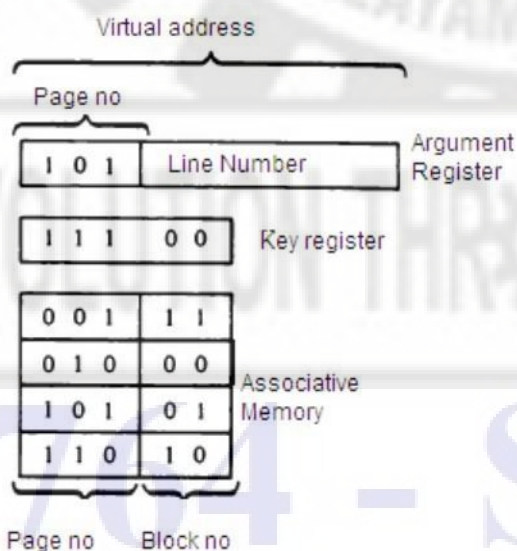 Virtual address
Page no
1 0 1 Line Number
Argument
Register
1 1 1 0 0 Key register
0 0 1 1 1
0 1 0 0 0
Associative
1 0 1 0 1 Memory
1 1 0 1 0
Page no Block no
764 - S